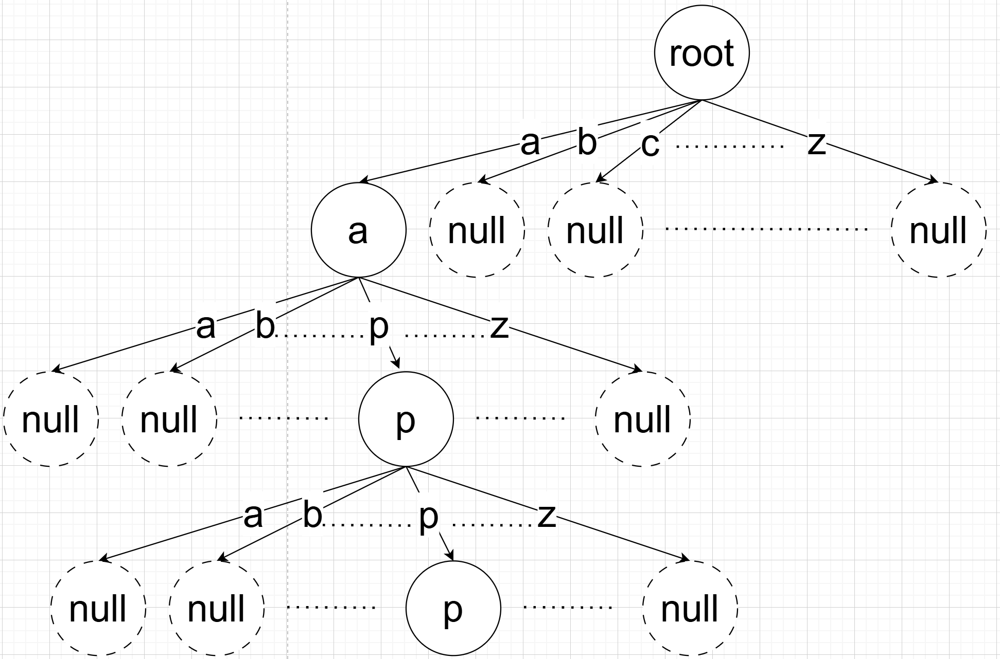 root
a b c ............ z
a null null ...................... null
a b .......... p ......... z
null null .......... p .......... null
a b .......... p ......... z
null null .......... p .......... null